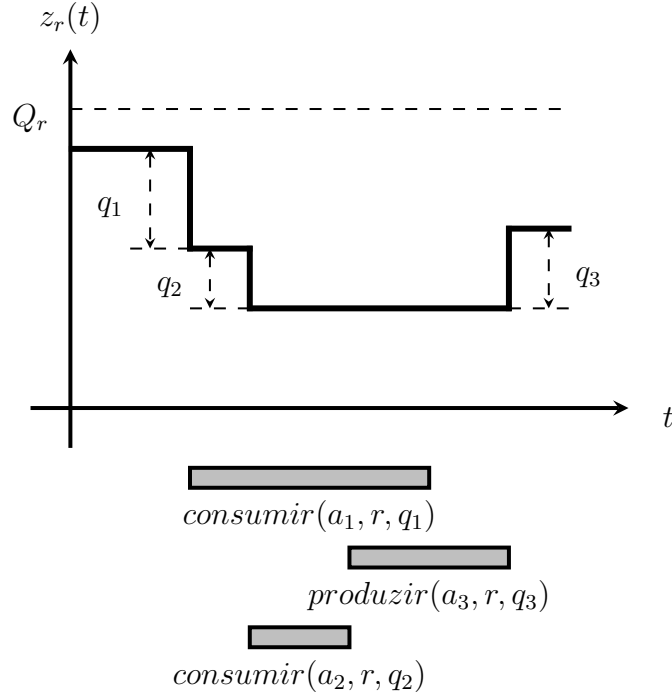 z_r(t)
Q_r
q_1
q_2
q_3
t
consumir(a_1, r, q_1)
produzir(a_3, r, q_3)
consumir(a_2, r, q_2)